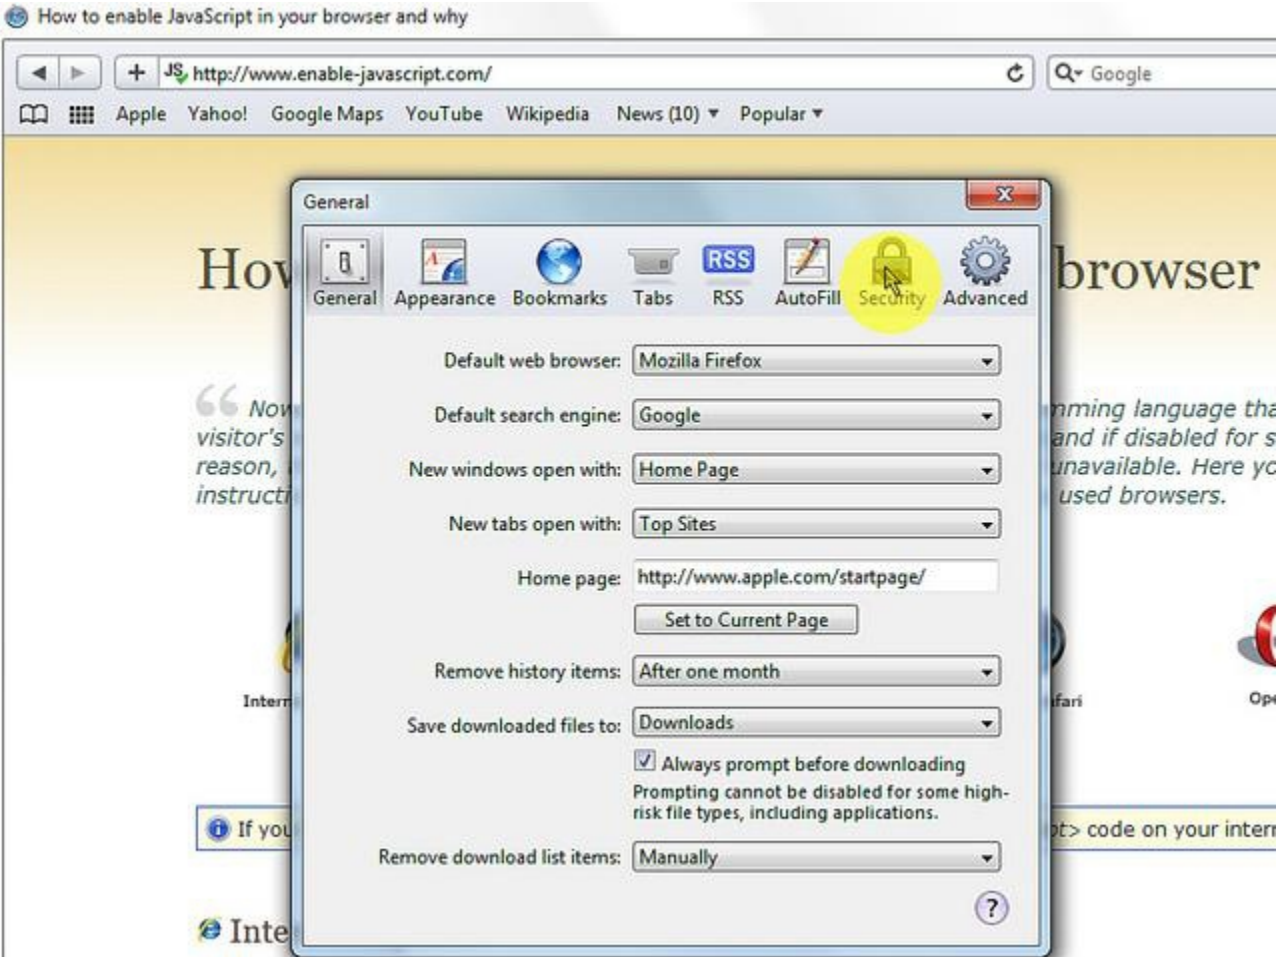 How to enable JavaScript in your browser and why
+ JS http://www.enable-javascript.com/ Google
Apple Yahoo! Google Maps YouTube Wikipedia News (10) Popular
General
How browser
General Appearance Bookmarks Tabs RSS AutoFill Security Advanced
RSS
Default web browser: Mozilla Firefox
Default search engine: Google
New windows open with: Home Page
New tabs open with: Top Sites
Home page: http://www.apple.com/startpage/
Set to Current Page
Remove history items: After one month
Save downloaded files to: Downloads
Always prompt before downloading
Prompting cannot be disabled for some high-
risk file types, including applications.
Remove download list items: Manually
?
“ Now mming language tha
visitor's and if disabled for s
reason, unavailable. Here yo
instructi used browsers.
Intern fari Ope
If you pt> code on your intern
Inte